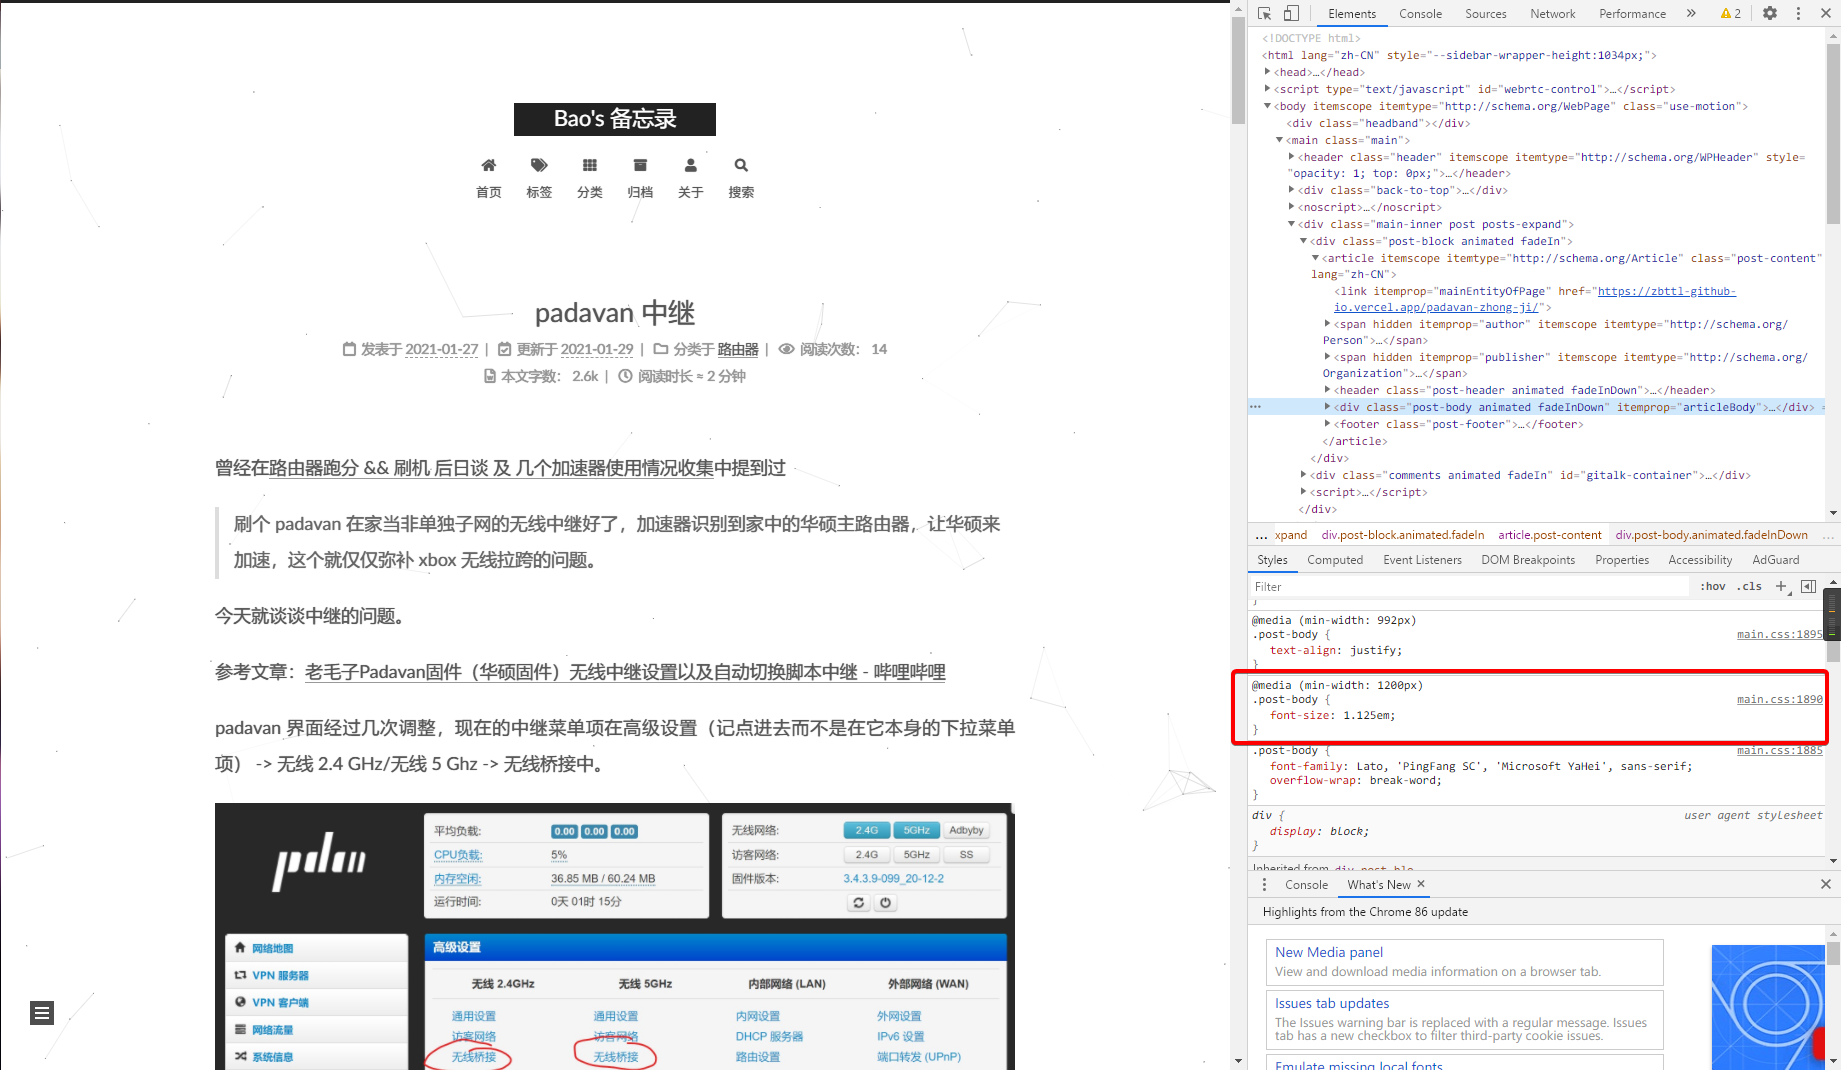 Bao's 备忘录
首页 标签 分类 归档 关于 搜索
padavan 中继
发表于 2021-01-27 | 更新于 2021-01-29 | 分类于 路由器 | 阅读次数： 14
本文字数： 2.6k | 阅读时长 ≈ 2 分钟
曾经在路由器跑分 && 刷机 后日谈 及 几个加速器使用情况收集中提到过
刷个 padavan 在家当非单独子网的无线中继好了，加速器识别到家中的华硕主路由器，让华硕来
加速，这个就仅仅弥补 xbox 无线拉跨的问题。
今天就谈谈中继的问题。
参考文章：老毛子Padavan固件（华硕固件）无线中继设置以及自动切换脚本中继 - 哔哩哔哩
padavan 界面经过几次调整，现在的中继菜单项在高级设置（记点进去而不是在它本身的下拉菜单
项） -> 无线 2.4 GHz/无线 5 Ghz -> 无线桥接中。
平均负载: 0.00 0.00 0.00
CPU负载: 5%
内存空闲: 36.85 MB / 60.24 MB
运行时间: 0天 01时 15分
无线网络: 2.4G 5GHz Adbyby
访客网络: 2.4G 5GHz SS
固件版本: 3.4.3.9-099_20-12-2
网络地图
VPN 服务器
VPN 客户端
网络流量
系统信息
高级设置
无线 2.4GHz 无线 5GHz 内部网络 (LAN) 外部网络 (WAN)
通用设置 通用设置 内网设置 外网设置
访客网络 访客网络 DHCP 服务器 IPv6 设置
无线桥接 无线桥接 路由设置 端口转发 (UPnP)
Elements Console Sources Network Performance » 2
<!DOCTYPE html>
<html lang="zh-CN" style="--sidebar-wrapper-height:1034px;">
<head>…</head>
<script type="text/javascript" id="webrtc-control">…</script>
<body itemscope itemtype="http://schema.org/WebPage" class="use-motion">
<div class="headband"></div>
<main class="main">
<header class="header" itemscope itemtype="http://schema.org/WPHeader" style=
"opacity: 1; top: 0px;">…</header>
<div class="back-to-top">…</div>
<noscript>…</noscript>
<div class="main-inner post posts-expand">
<div class="post-block animated fadeIn">
<article itemscope itemtype="http://schema.org/Article" class="post-content"
lang="zh-CN">
<link itemprop="mainEntityOfPage" href="https://zbttl-github-
io.vercel.app/padavan-zhong-ji/">
<span hidden itemprop="author" itemscope itemtype="http://schema.org/
Person">…</span>
<span hidden itemprop="publisher" itemscope itemtype="http://schema.org/
Organization">…</span>
<header class="post-header animated fadeInDown">…</header>
<div class="post-body animated fadeInDown" itemprop="articleBody">…</div> =
<footer class="post-footer">…</footer>
</article>
</div>
<div class="comments animated fadeIn" id="gitalk-container">…</div>
<script>…</script>
</div>
… xpand div.post-block.animated.fadeIn article.post-content div.post-body.animated.fadeInDown …
Styles Computed Event Listeners DOM Breakpoints Properties Accessibility AdGuard
Filter :hov .cls +
}
@media (min-width: 992px)
.post-body { main.css:1895
text-align: justify;
}
@media (min-width: 1200px)
.post-body { main.css:1890
font-size: 1.125em;
}
.post-body { main.css:1885
font-family: Lato, 'PingFang SC', 'Microsoft YaHei', sans-serif;
overflow-wrap: break-word;
}
div { user agent stylesheet
display: block;
}
Inherited from div.post-blo…
Console What's New ×
Highlights from the Chrome 86 update
New Media panel
View and download media information on a browser tab.
Issues tab updates
The Issues warning bar is replaced with a regular message. Issues
tab has a new checkbox to filter third-party cookie issues.
Emulate missing local fonts